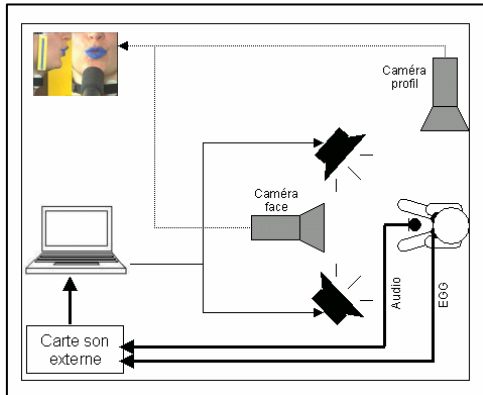 Caméra
profil
Caméra
face
Audio
EGG
Carte son
externe